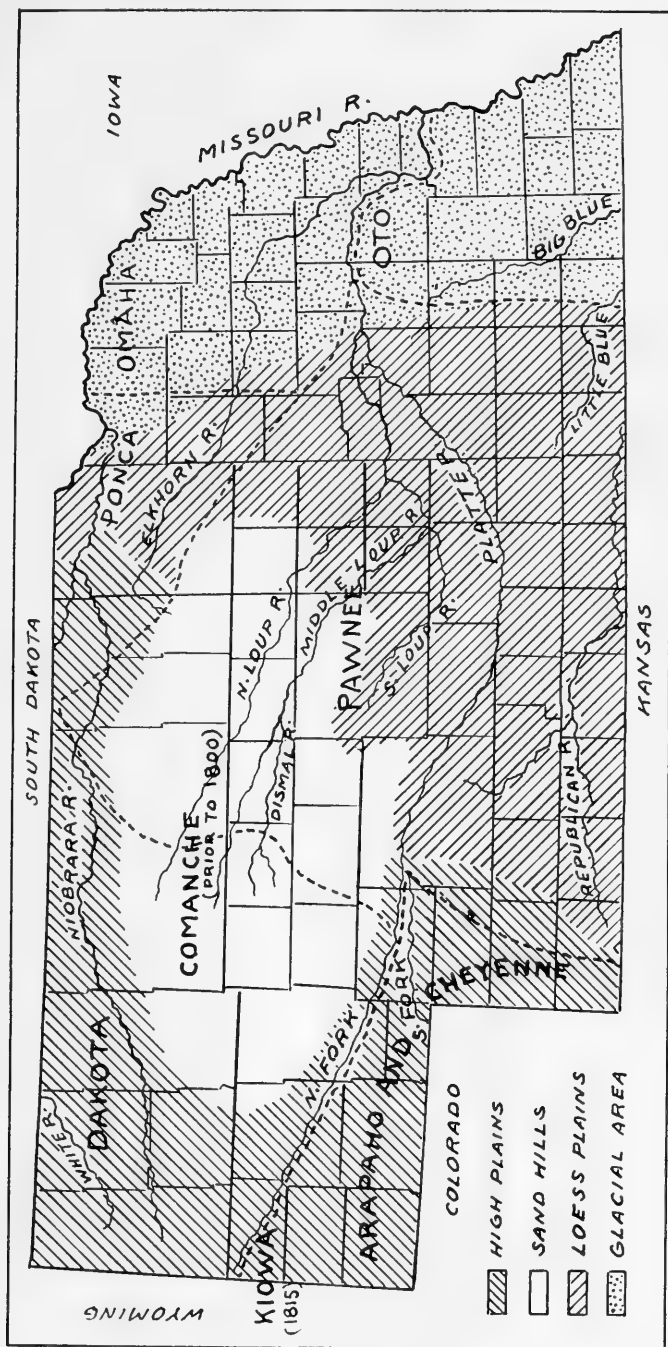 SOUTH DAKOTA
IOWA
MISSOURI R.
WYOMING
WHITE R.
DAKOTA
NIOBRARA R.
PONCA
OMAHA
ELKHORN R.
COMANCHE
(PRIOR TO 1800)
N. LOUP R.
MIDDLE LOUP R.
DISMAL R.
PAWNEE
S. LOUP R.
OTO
PLATTE R.
KIOWA
(1815)
N. FORK
S. FORK
ARAPAHO AND CHEYENNE
BIG BLUE
LITTLE BLUE
REPUBLICAN R.
COLORADO
KANSAS
HIGH PLAINS
SAND HILLS
LOESS PLAINS
GLACIAL AREA